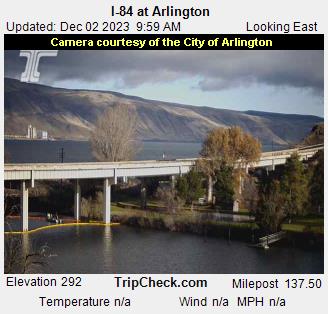 I-84 at Arlington
Updated: Dec 02 2023 9:59 AM Looking East
Camera courtesy of the City of Arlington
Elevation 292 TripCheck.com Milepost 137.50
Temperature n/a Wind n/a MPH n/a